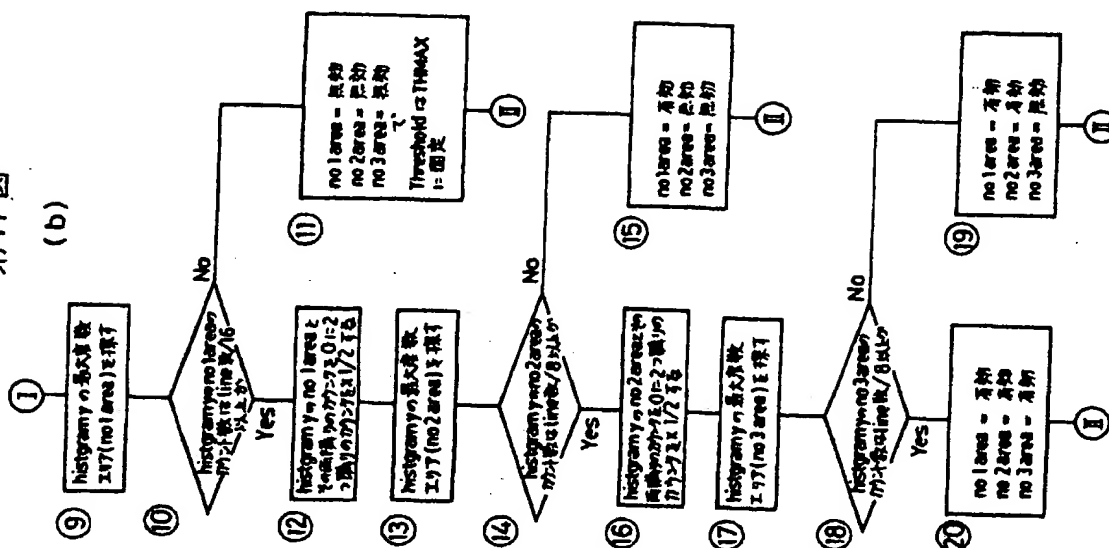 第17図
(b)
I
⑨
histgramyの最大度数
エリア(no1area)を探す
⑩
histgramyのno1areaの
カウント数はline数/16
以上か
No
Yes
⑪
no1area=無効
no2area=無効
no3area=無効
で
ThresholdはTHMAX
に固定
II
⑫
histgramyのno1areaと
その両隣りのカウントを0に2
つ隣りのカウントを×1/2する
⑬
histgramyの最大度数
エリア(no2area)を探す
⑭
histgramyのno2areaの
カウント数はline数/8以上か
No
Yes
⑮
no1area=有効
no2area=無効
no3area=無効
II
⑯
histgramyのno2areaとその
両隣りのカウントを0に2つ隣りの
カウントを×1/2する
⑰
histgramyの最大度数
エリア(no3area)を探す
⑱
histgramyのno3areaの
カウント数はline数/8以上か
No
Yes
⑲
no1area=有効
no2area=有効
no3area=無効
II
⑳
no1area = 有効
no2area = 有効
no3area = 有効
II